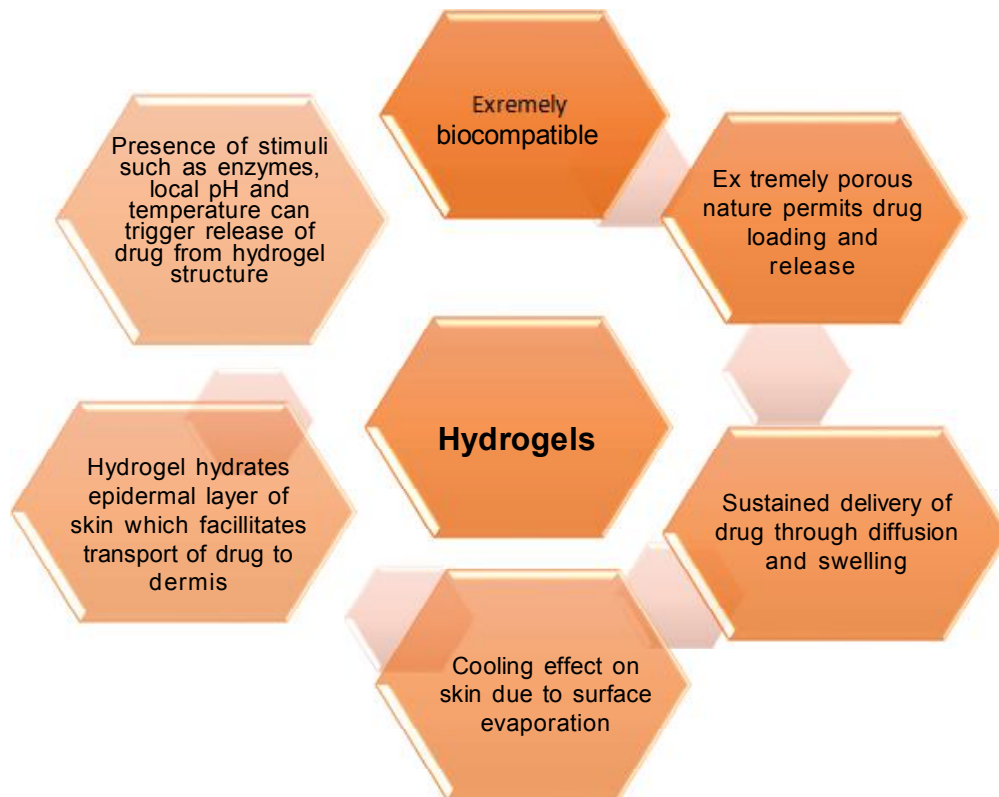 Exremely
biocompatible
Ex tremely porous
nature permits drug
loading and
release
Sustained delivery of
drug through diffusion
and swelling
Cooling effect on
skin due to surface
evaporation
Hydrogel hydrates
epidermal layer of
skin which facillitates
transport of drug to
dermis
Presence of stimuli
such as enzymes,
local pH and
temperature can
trigger release of
drug from hydrogel
structure
Hydrogels